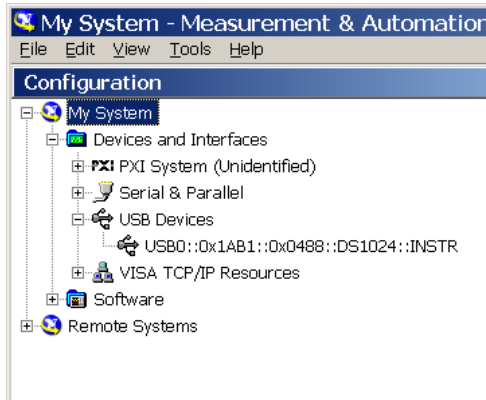 My System - Measurement & Automation
File Edit View Tools Help
Configuration
My System
Devices and Interfaces
PXI PXI System (Unidentified)
Serial & Parallel
USB Devices
USB0::0x1AB1::0x0488::DS1024::INSTR
VISA TCP/IP Resources
Software
Remote Systems